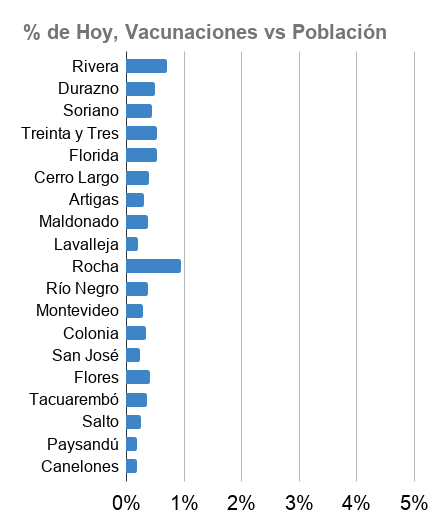 % de Hoy, Vacunaciones vs Población
Rivera
Durazno
Soriano
Treinta y Tres
Florida
Cerro Largo
Artigas
Maldonado
Lavalleja
Rocha
Río Negro
Montevideo
Colonia
San José
Flores
Tacuarembó
Salto
Paysandú
Canelones
0% 1% 2% 3% 4% 5%